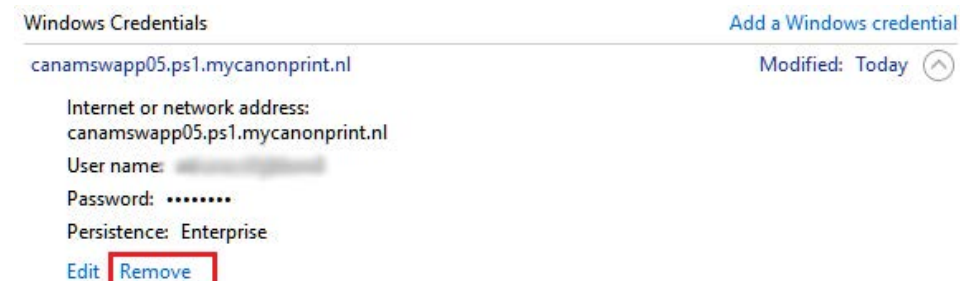 Windows Credentials Add a Windows credential
canamswapp05.ps1.mycanonprint.nl Modified: Today
Internet or network address:
canamswapp05.ps1.mycanonprint.nl
User name:
Password: ••••••••
Persistence: Enterprise
Edit Remove